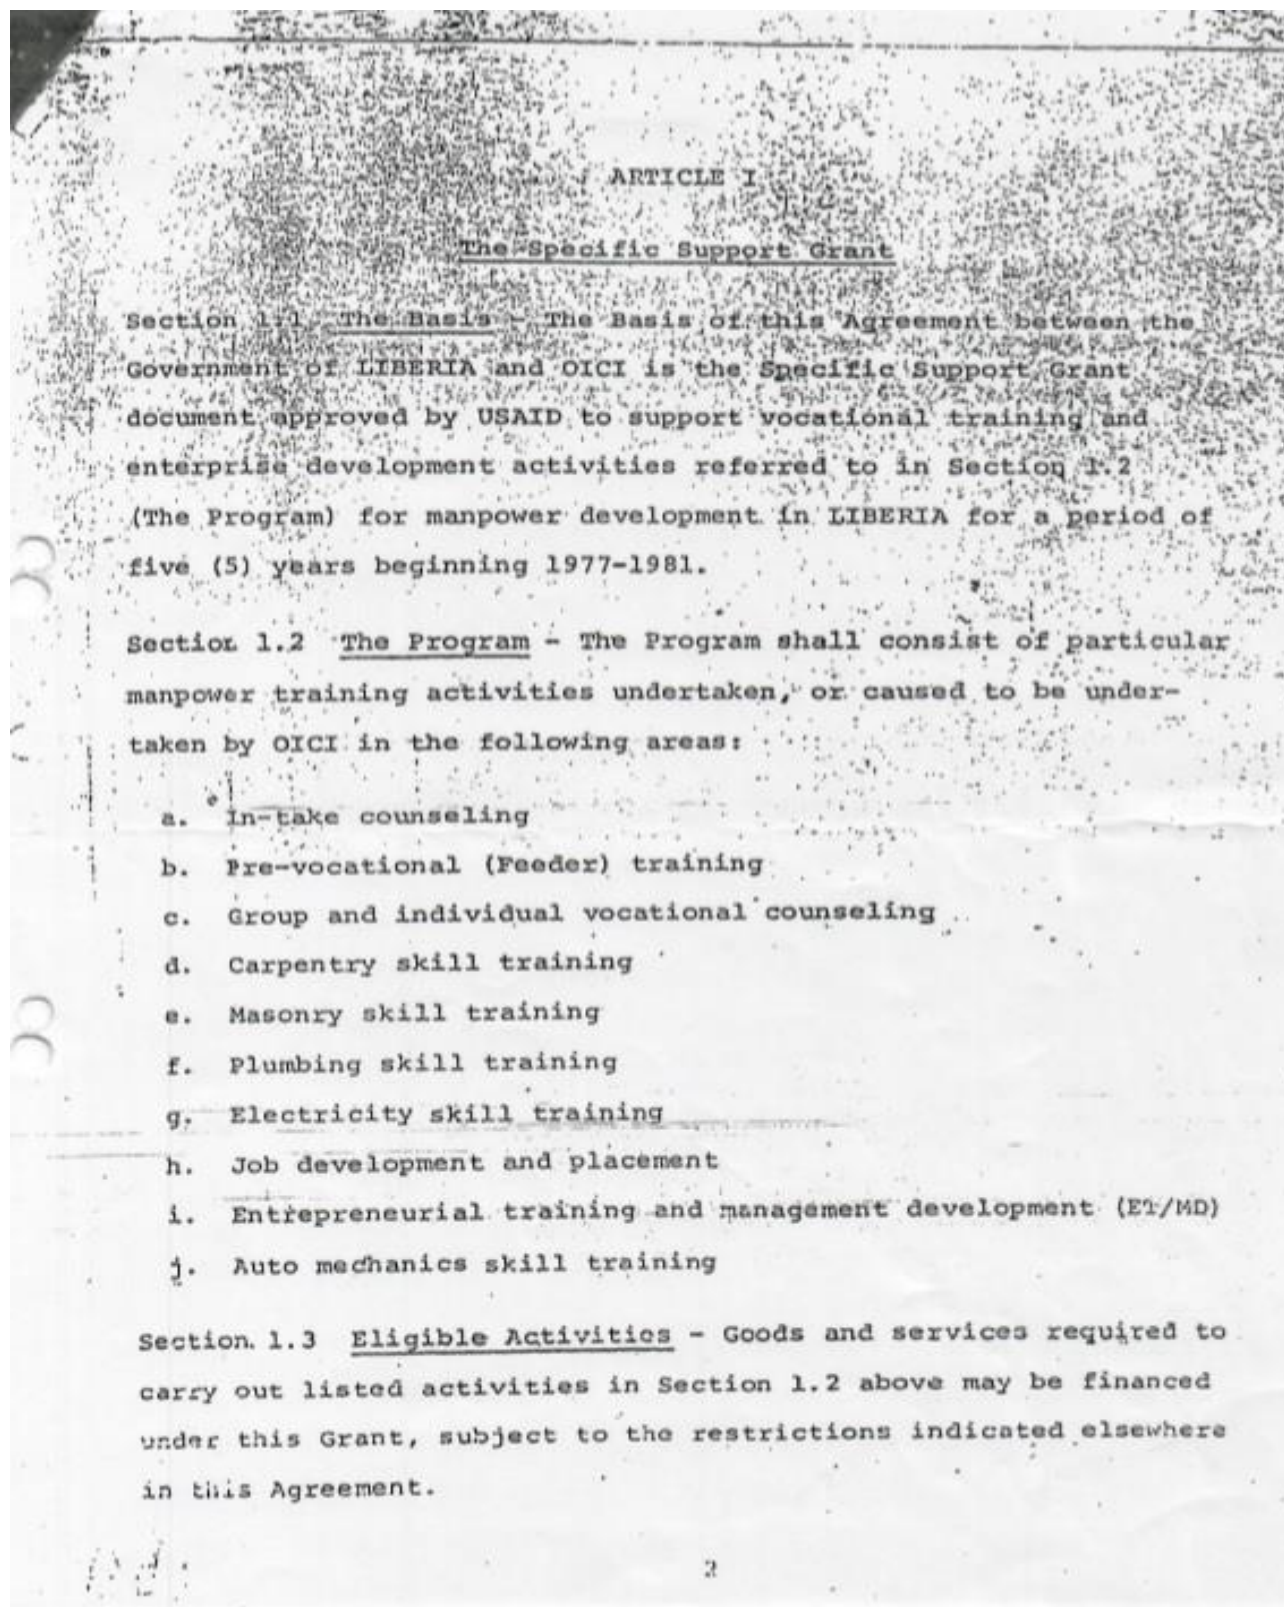 ARTICLE I
The Specific Support Grant
Section 1.1 The Basis - The Basis of this Agreement between the
Government of LIBERIA and OICI is the Specific Support Grant
document approved by USAID to support vocational training and
enterprise development activities referred to in Section 1.2
(The Program) for manpower development in LIBERIA for a period of
five (5) years beginning 1977-1981.
Section 1.2 The Program - The Program shall consist of particular
manpower training activities undertaken, or caused to be under-
taken by OICI in the following areas:
a. In-take counseling
b. Pre-vocational (Feeder) training
c. Group and individual vocational counseling
d. Carpentry skill training
e. Masonry skill training
f. Plumbing skill training
g. Electricity skill training
h. Job development and placement
i. Entrepreneurial training and management development (ET/MD)
j. Auto mechanics skill training
Section 1.3 Eligible Activities - Goods and services required to
carry out listed activities in Section 1.2 above may be financed
under this Grant, subject to the restrictions indicated elsewhere
in this Agreement.
2